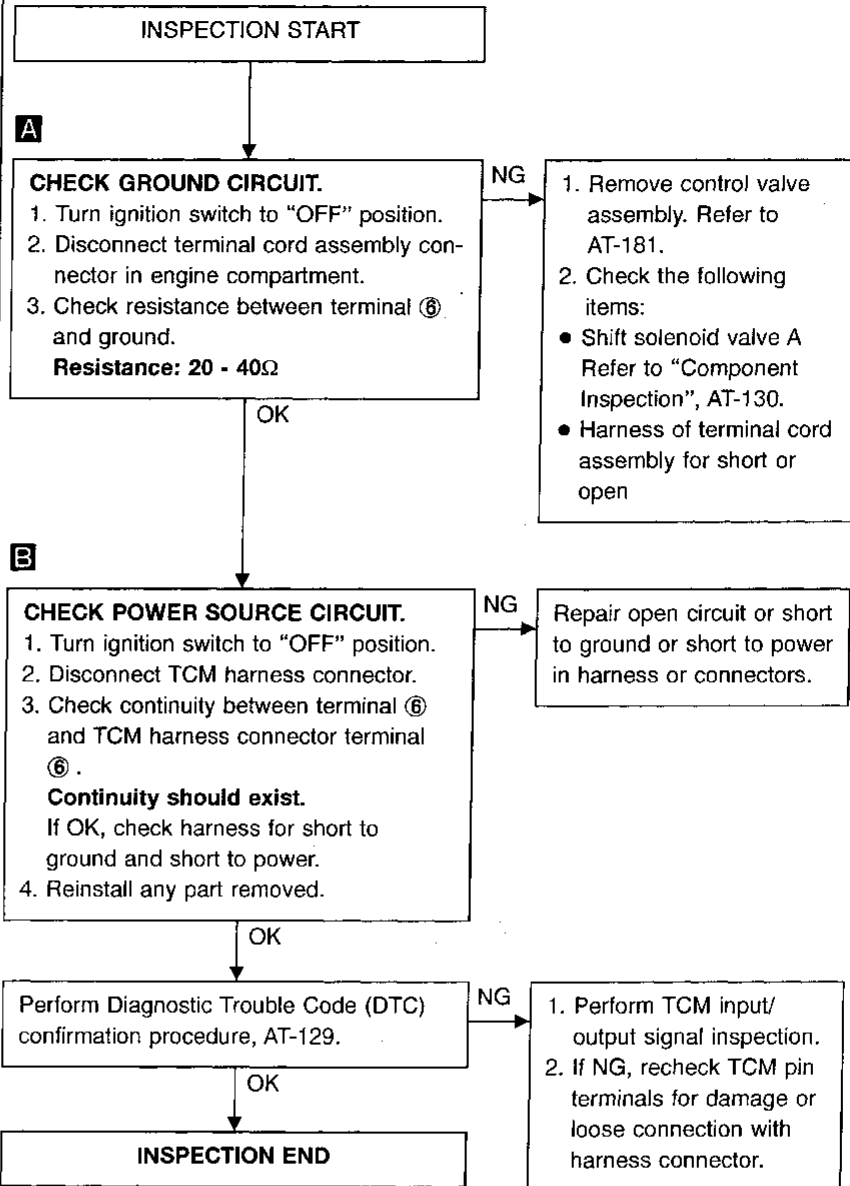 INSPECTION START
A
CHECK GROUND CIRCUIT.
1. Turn ignition switch to “OFF” position.
2. Disconnect terminal cord assembly con-
nector in engine compartment.
3. Check resistance between terminal ⑥
and ground.
Resistance: 20 - 40Ω
NG
1. Remove control valve
assembly. Refer to
AT-181.
2. Check the following
items:
● Shift solenoid valve A
Refer to “Component
Inspection”, AT-130.
● Harness of terminal cord
assembly for short or
open
OK
B
CHECK POWER SOURCE CIRCUIT.
1. Turn ignition switch to “OFF” position.
2. Disconnect TCM harness connector.
3. Check continuity between terminal ⑥
and TCM harness connector terminal
⑥ .
Continuity should exist.
If OK, check harness for short to
ground and short to power.
4. Reinstall any part removed.
NG
Repair open circuit or short
to ground or short to power
in harness or connectors.
OK
Perform Diagnostic Trouble Code (DTC)
confirmation procedure, AT-129.
NG
1. Perform TCM input/
output signal inspection.
2. If NG, recheck TCM pin
terminals for damage or
loose connection with
harness connector.
OK
INSPECTION END